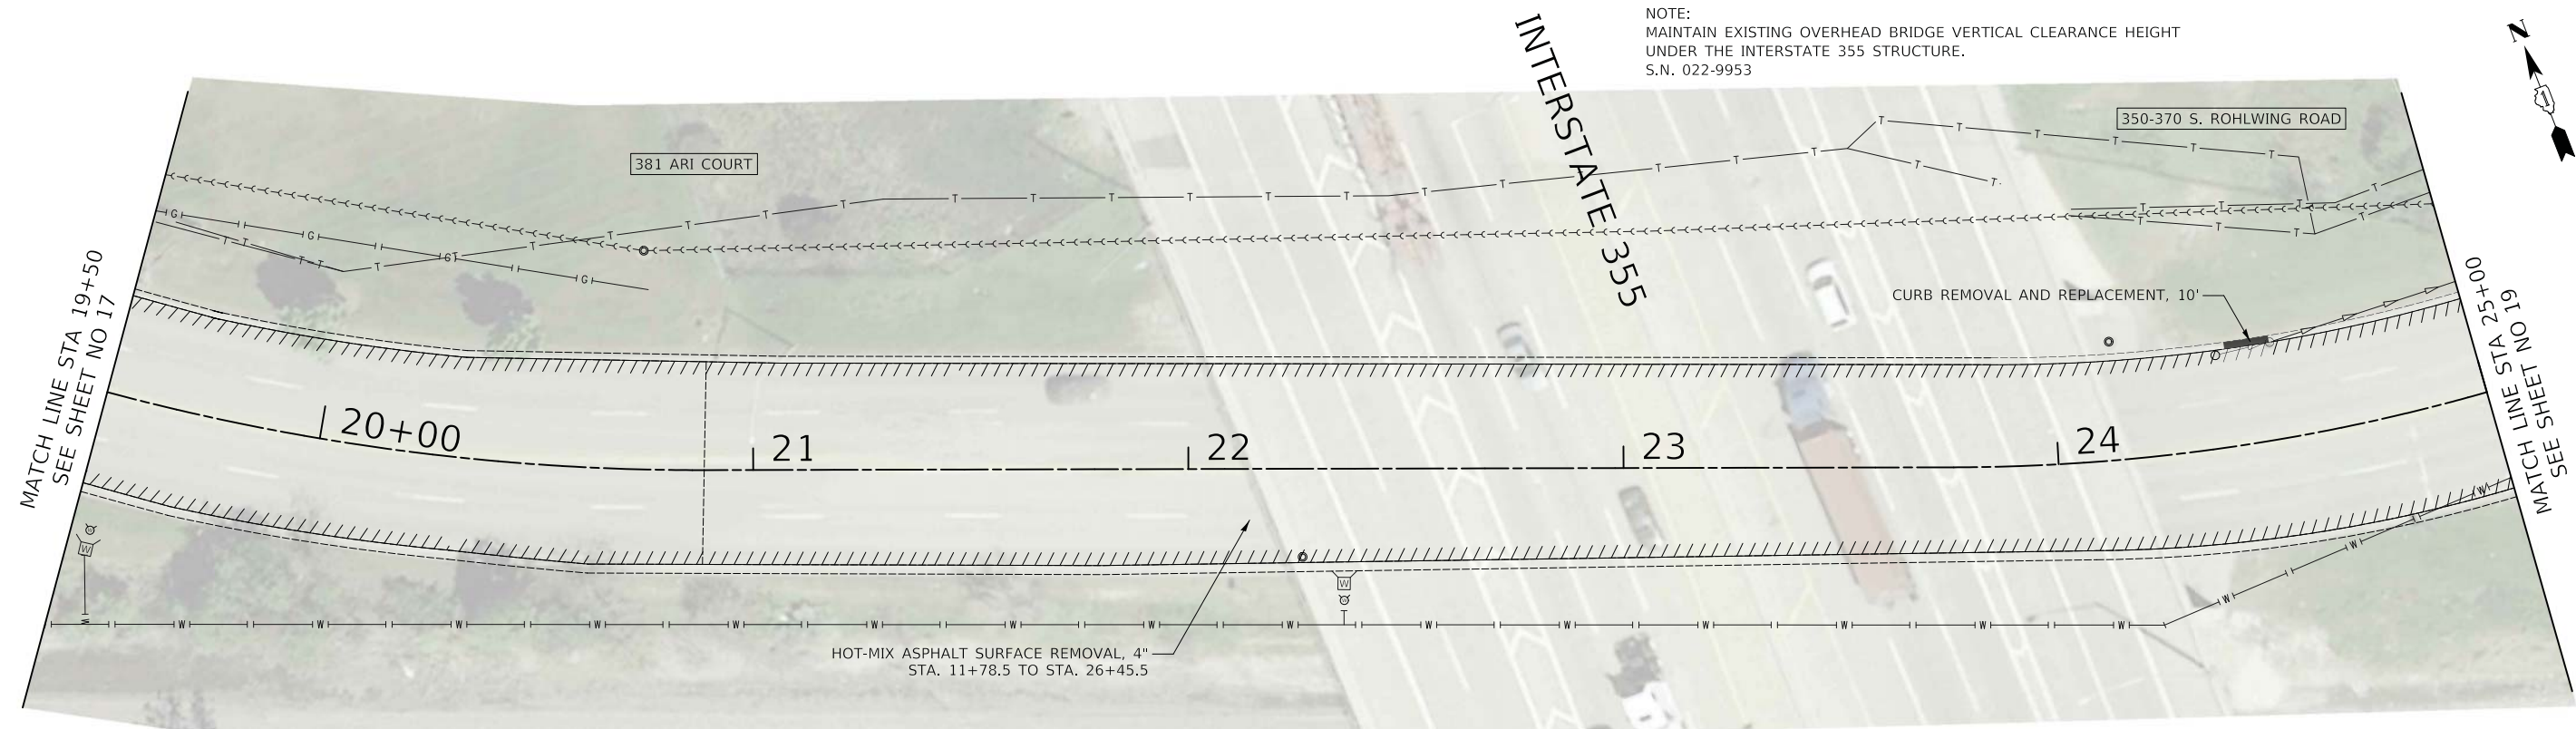 NOTE:
MAINTAIN EXISTING OVERHEAD BRIDGE VERTICAL CLEARANCE HEIGHT
UNDER THE INTERSTATE 355 STRUCTURE.
S.N. 022-9953
N
INTERSTATE 355
381 ARI COURT
350-370 S. ROHLWING ROAD
MATCH LINE STA 19+50
SEE SHEET NO 17
CURB REMOVAL AND REPLACEMENT, 10'
MATCH LINE STA 25+00
SEE SHEET NO 19
20+00
21
22
23
24
HOT-MIX ASPHALT SURFACE REMOVAL, 4"
STA. 11+78.5 TO STA. 26+45.5